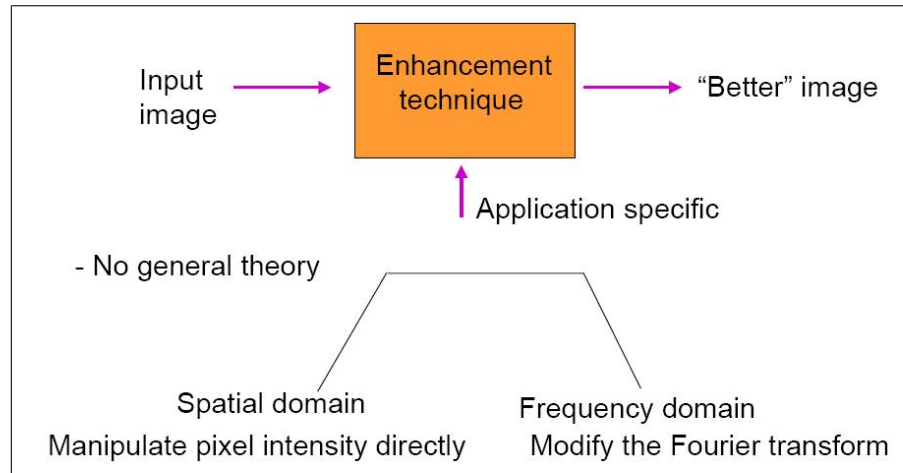 Input
image
Enhancement
technique
“Better” image
Application specific
- No general theory
Spatial domain
Manipulate pixel intensity directly
Frequency domain
Modify the Fourier transform